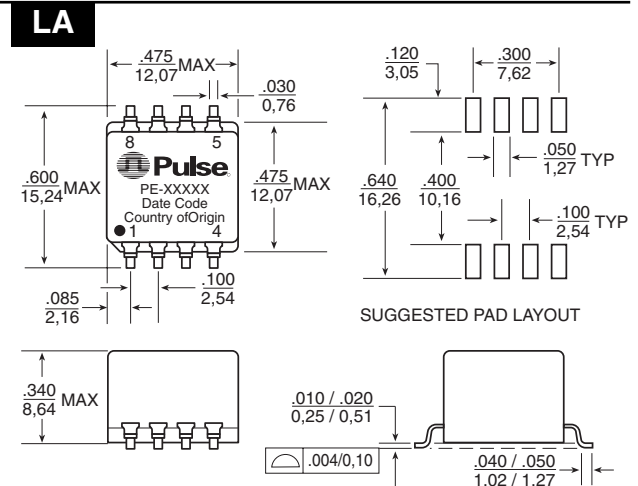 LA
.475
12,07 MAX
.030
0,76
8 5
Pulse
PE-XXXXX
Date Code
Country ofOrigin
1 4
.600
15,24 MAX
.475
12,07 MAX
.085
2,16
.100
2,54
.120
3,05
.300
7,62
.050
1,27 TYP
.640
16,26
.400
10,16
.100
2,54 TYP
SUGGESTED PAD LAYOUT
.340
8,64 MAX
.010 / .020
0,25 / 0,51
.004/0,10
.040 / .050
1.02 / 1.27